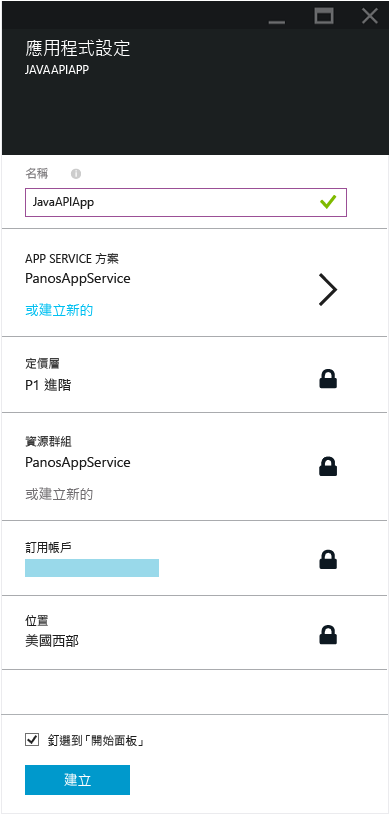 應用程式設定
JAVAAPIAPP
名稱
JavaAPIApp
APP SERVICE 方案
PanosAppService
或建立新的
定價層
P1 進階
資源群組
PanosAppService
或建立新的
訂用帳戶
位置
美國西部
釘選到「開始面板」
建立